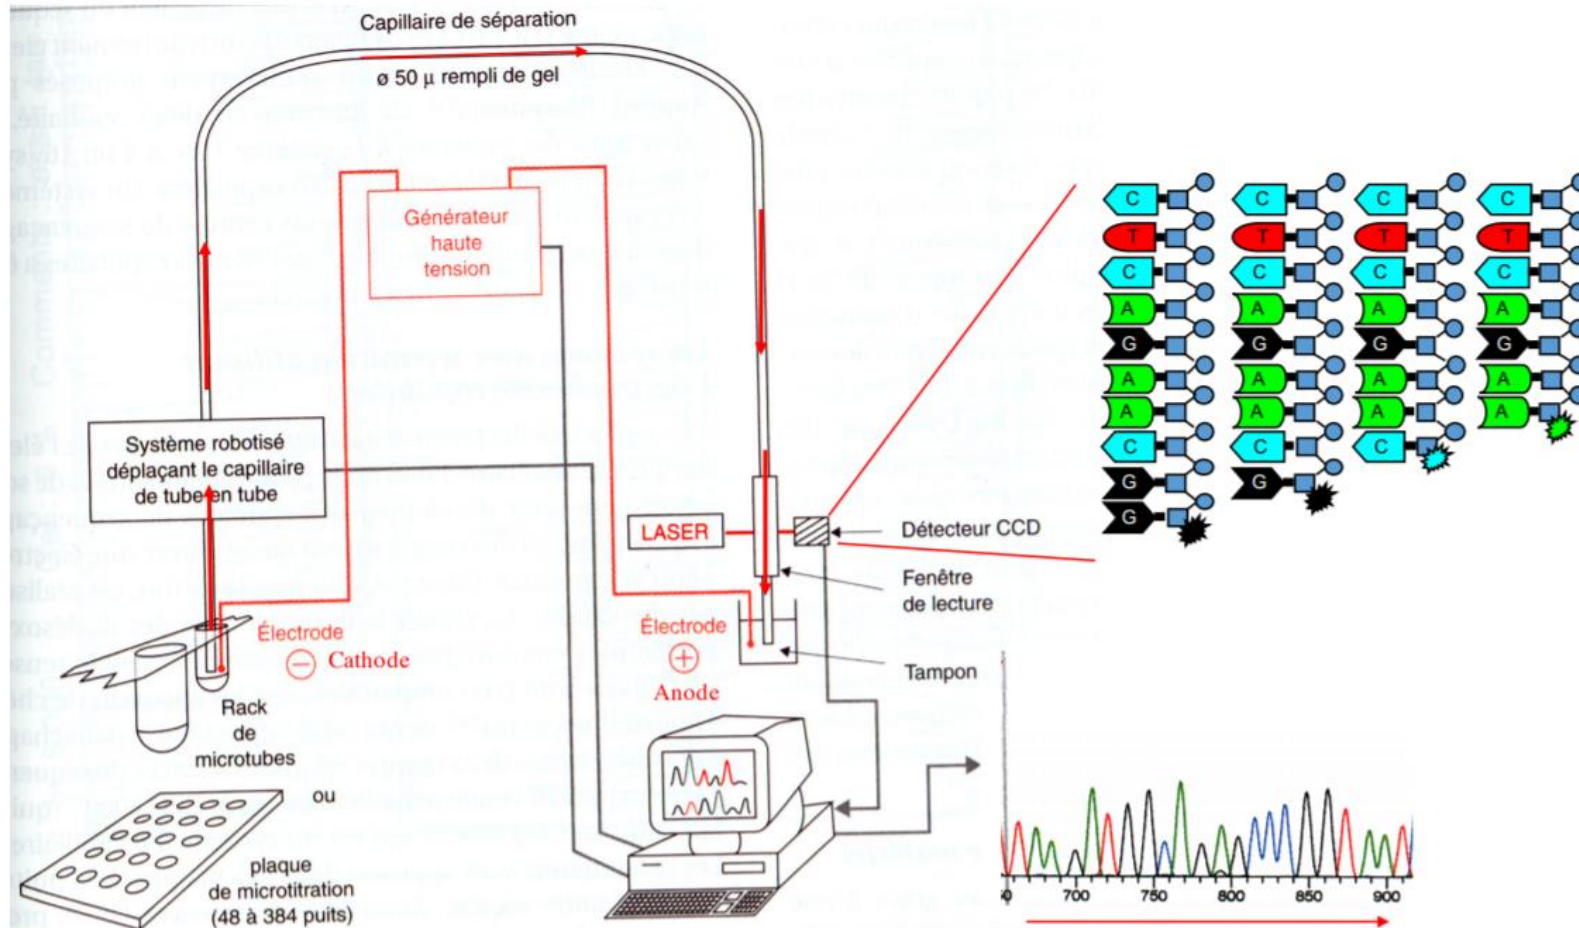 Capillaire de séparation
ø 50 µ rempli de gel
Générateur
haute
tension
Système robotisé
déplaçant le capillaire
de tube en tube
LASER
Détecteur CCD
Fenêtre
de lecture
Électrode
Cathode
Électrode
Anode
Tampon
Rack
de
microtubes
ou
plaque
de microtitration
(48 à 384 puits)
C C C C
T T T T
C C C C
A A A A
G G G G
A A A A
A A A A
C C C
G G
G
700 800 850 900